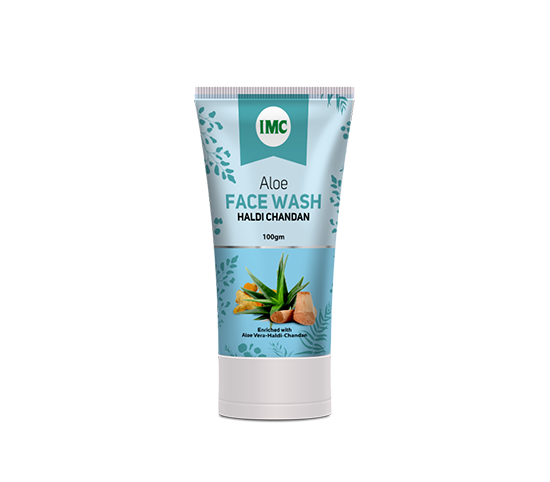 IMC
Aloe
FACE WASH
HALDI CHANDAN
100gm
Enriched with
Aloe Vera-Haldi-Chandan